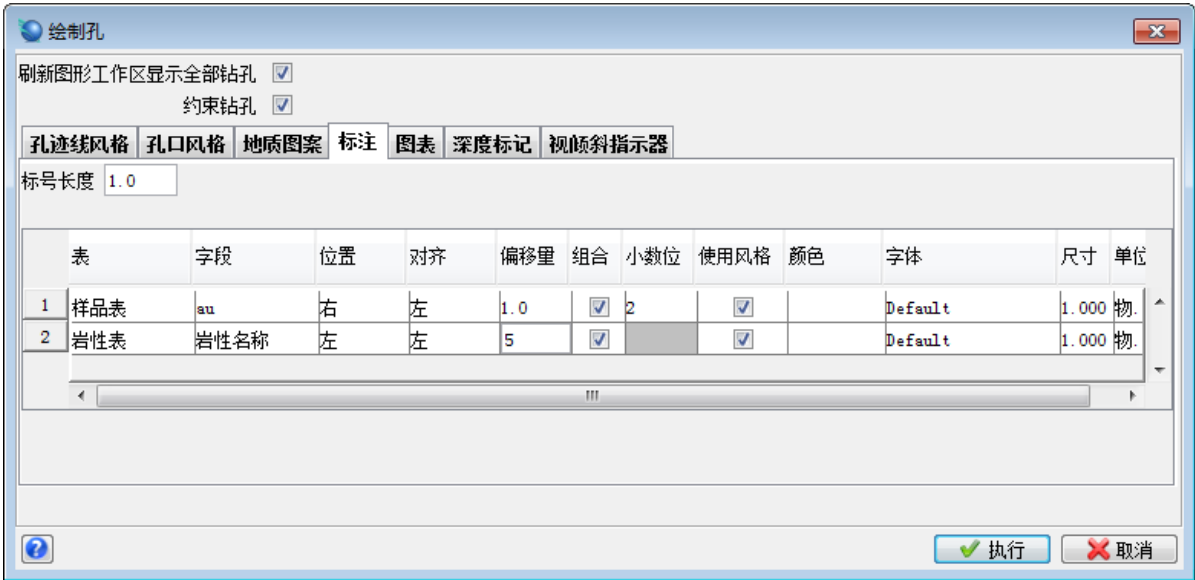 绘制孔
刷新图形工作区显示全部钻孔
约束钻孔
孔迹线风格 孔口风格 地质图案 标注 图表 深度标记 视倾斜指示器
标号长度 1.0
表 字段 位置 对齐 偏移量 组合 小数位 使用风格 颜色 字体 尺寸 单位
1 样品表 au 右 左 1.0 2 Default 1.000 物.
2 岩性表 岩性名称 左 左 5 Default 1.000 物.
? 执行 取消